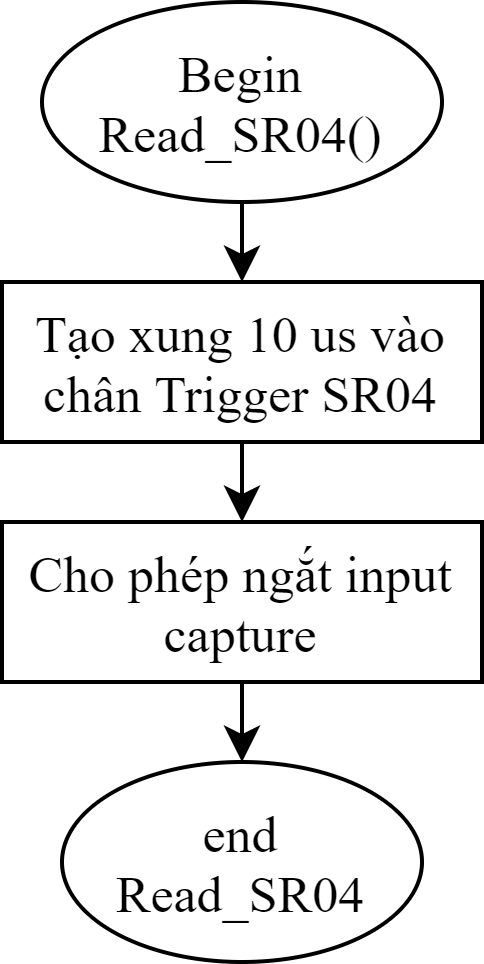 Begin
Read_SR04()
Tạo xung 10 us vào
chân Trigger SR04
Cho phép ngắt input
capture
end
Read_SR04